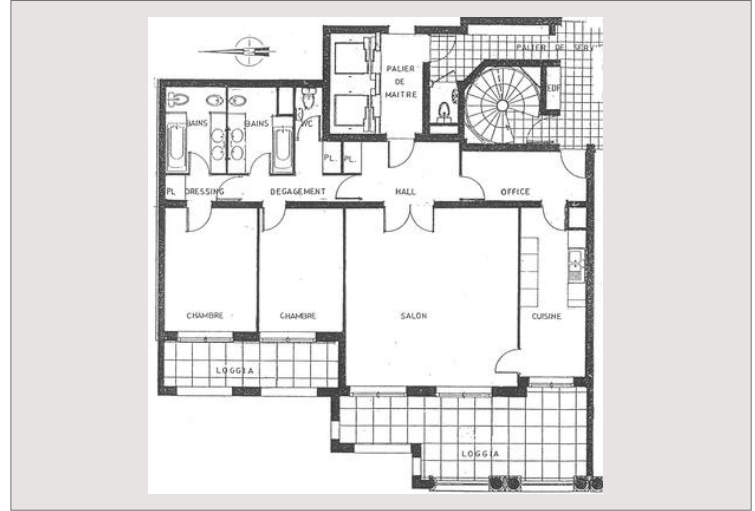 PALIER DE SERV
PALIER
DE
MAITRE
EDF
BAINS
BAINS
WC
PL.
PL.
PL
DRESSING
DEGAGEMENT
HALL
OFFICE
CHAMBRE
CHAMBRE
SALON
CUISINE
LOGGIA
LOGGIA